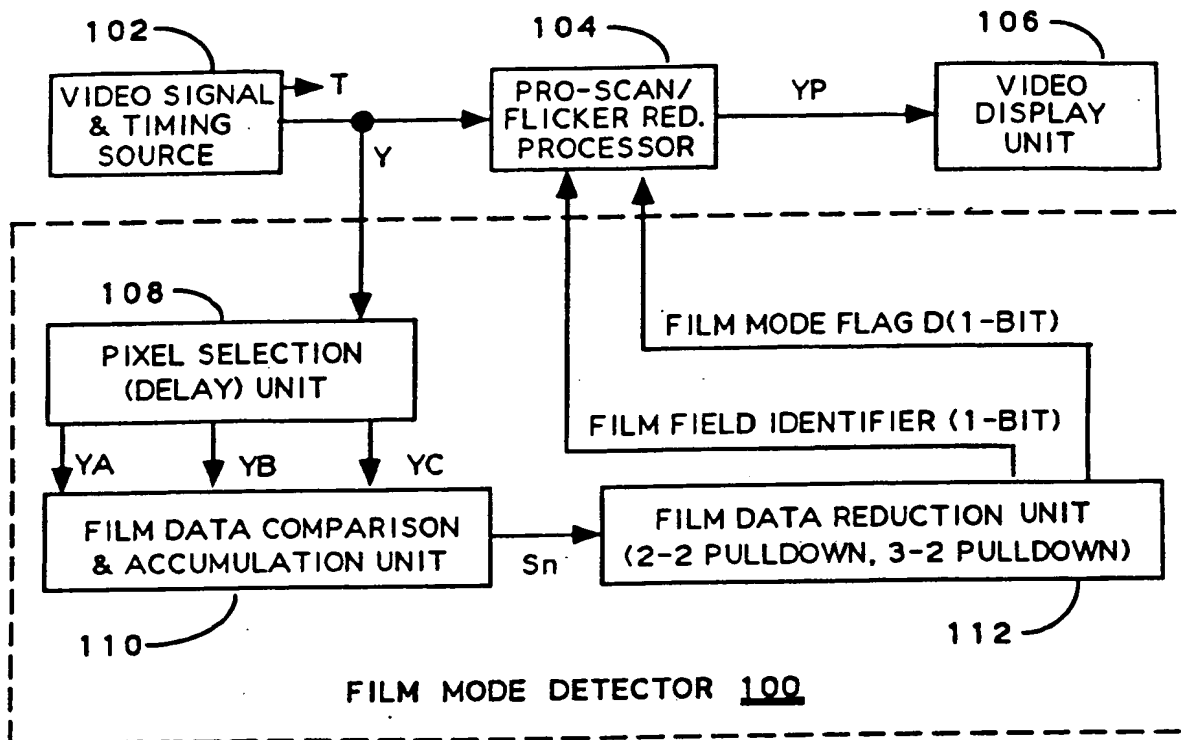 102
104
106
VIDEO SIGNAL
& TIMING
SOURCE
T
Y
PRO-SCAN/
FLICKER RED.
PROCESSOR
YP
VIDEO
DISPLAY
UNIT
108
PIXEL SELECTION
(DELAY) UNIT
FILM MODE FLAG D(1-BIT)
FILM FIELD IDENTIFIER (1-BIT)
YA
YB
YC
FILM DATA COMPARISON
& ACCUMULATION UNIT
Sn
FILM DATA REDUCTION UNIT
(2-2 PULLDOWN, 3-2 PULLDOWN)
110
112
FILM MODE DETECTOR 100